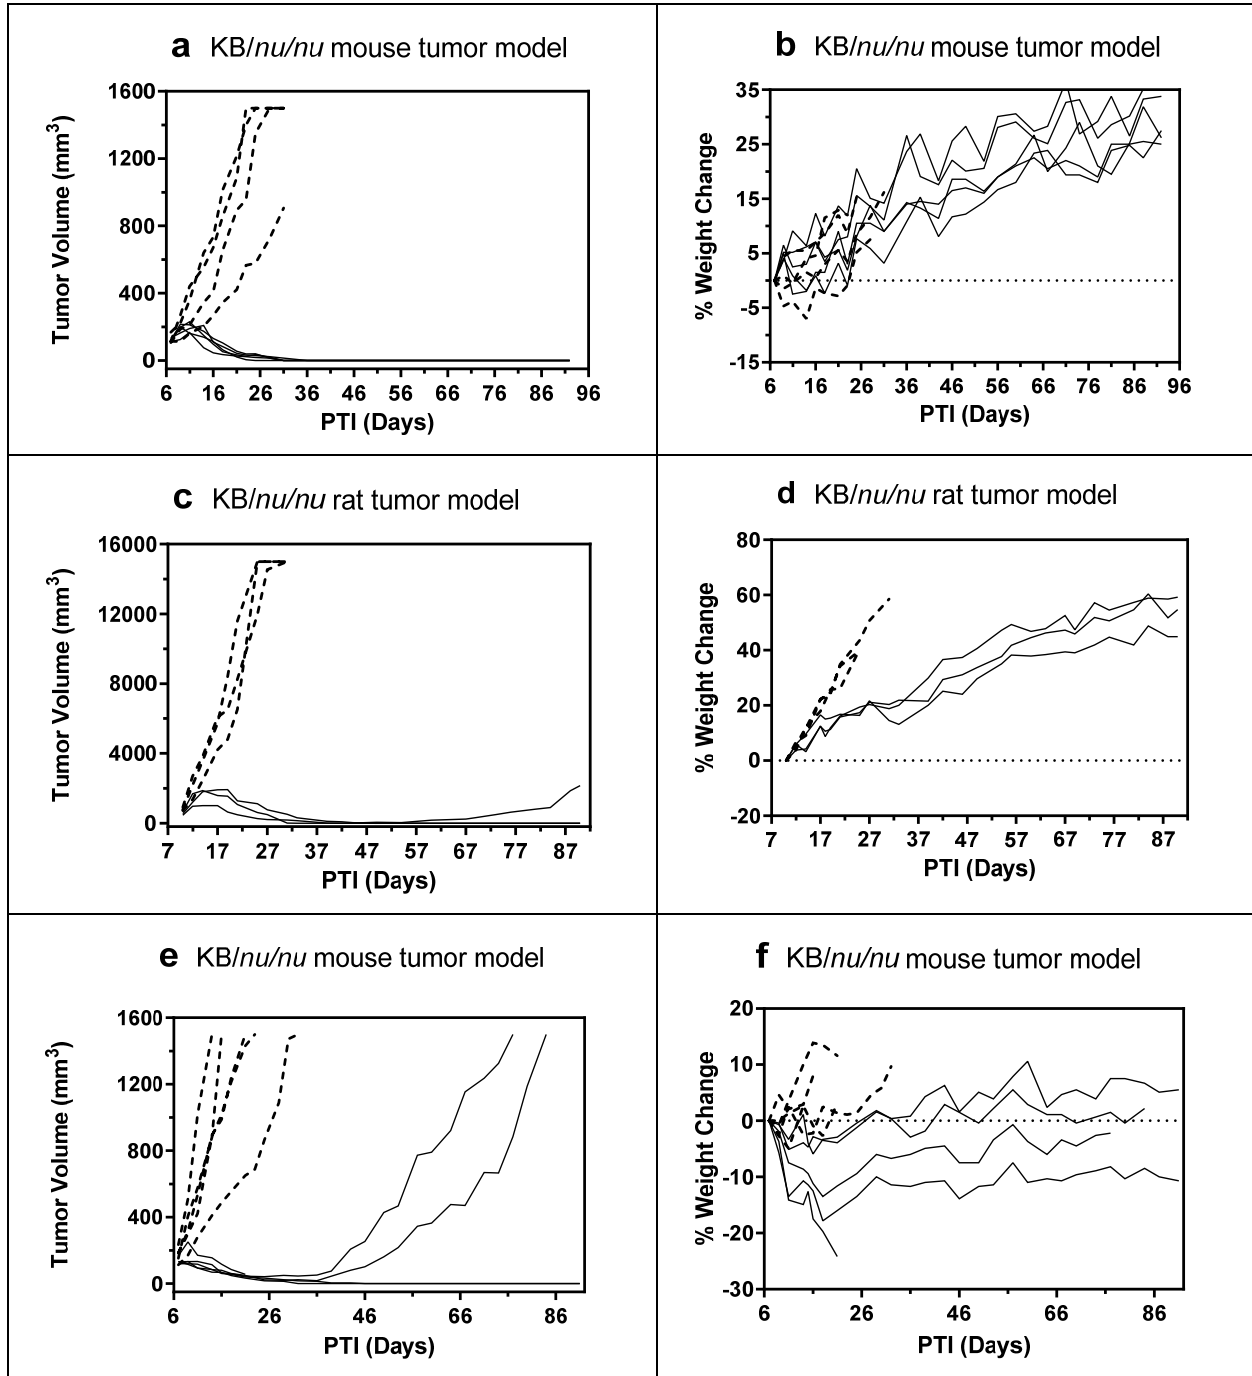 a KB/nu/nu mouse tumor model
1600
1200
800
400
0
Tumor Volume (mm³)
6 16 26 36 46 56 66 76 86 96
PTI (Days)
b KB/nu/nu mouse tumor model
35
25
15
5
-5
-15
% Weight Change
6 16 26 36 46 56 66 76 86 96
PTI (Days)
c KB/nu/nu rat tumor model
16000
12000
8000
4000
0
Tumor Volume (mm³)
7 17 27 37 47 57 67 77 87
PTI (Days)
d KB/nu/nu rat tumor model
80
60
40
20
0
-20
% Weight Change
7 17 27 37 47 57 67 77 87
PTI (Days)
e KB/nu/nu mouse tumor model
1600
1200
800
400
0
Tumor Volume (mm³)
6 26 46 66 86
PTI (Days)
f KB/nu/nu mouse tumor model
20
10
0
-10
-20
-30
% Weight Change
6 26 46 66 86
PTI (Days)